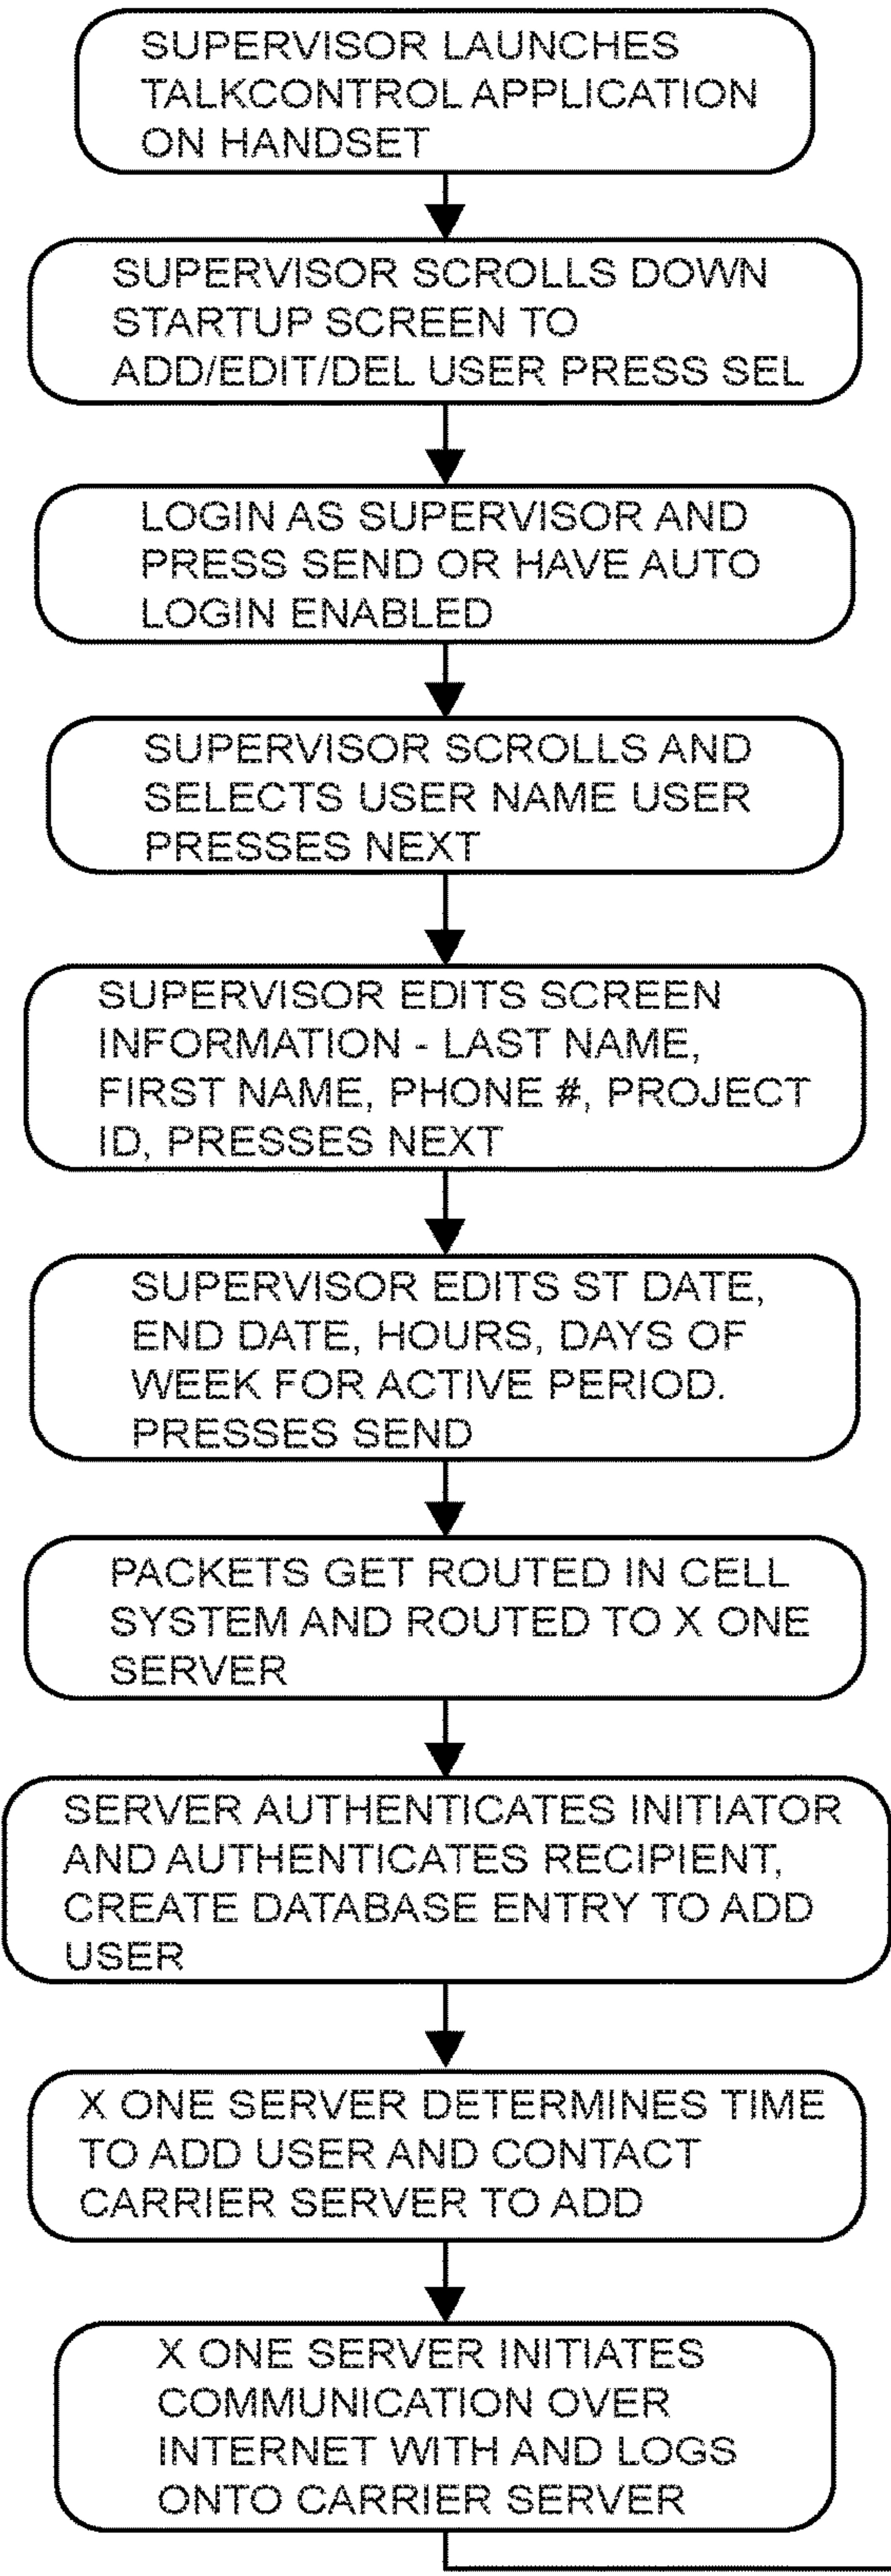 SUPERVISOR LAUNCHES
TALKCONTROL APPLICATION
ON HANDSET
SUPERVISOR SCROLLS DOWN
STARTUP SCREEN TO
ADD/EDIT/DEL USER PRESS SEL
LOGIN AS SUPERVISOR AND
PRESS SEND OR HAVE AUTO
LOGIN ENABLED
SUPERVISOR SCROLLS AND
SELECTS USER NAME USER
PRESSES NEXT
SUPERVISOR EDITS SCREEN
INFORMATION - LAST NAME,
FIRST NAME, PHONE #, PROJECT
ID, PRESSES NEXT
SUPERVISOR EDITS ST DATE,
END DATE, HOURS, DAYS OF
WEEK FOR ACTIVE PERIOD.
PRESSES SEND
PACKETS GET ROUTED IN CELL
SYSTEM AND ROUTED TO X ONE
SERVER
SERVER AUTHENTICATES INITIATOR
AND AUTHENTICATES RECIPIENT,
CREATE DATABASE ENTRY TO ADD
USER
X ONE SERVER DETERMINES TIME
TO ADD USER AND CONTACT
CARRIER SERVER TO ADD
X ONE SERVER INITIATES
COMMUNICATION OVER
INTERNET WITH AND LOGS
ONTO CARRIER SERVER